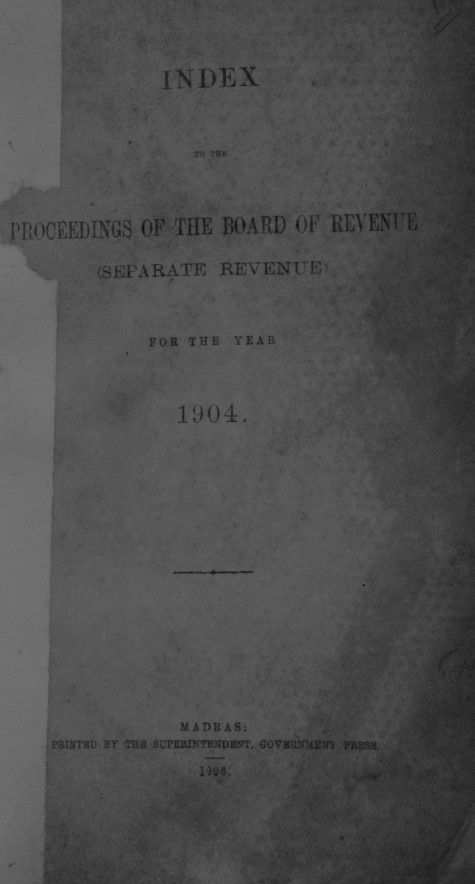 INDEX
TO THE
PROCEEDINGS OF THE BOARD OF REVENUE
(SEPARATE REVENUE)
FOR THE YEAR
1904.
MADRAS:
PRINTED BY THE SUPERINTENDENT, GOVERNMENT PRESS.